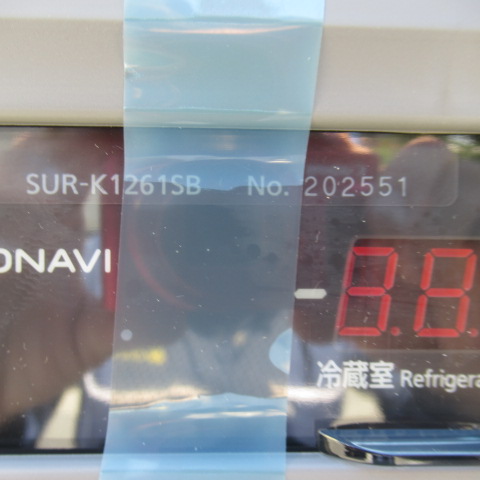 SUR-K1261SB No. 202551
ONAVI
3.8.
冷蔵室 Refrigera